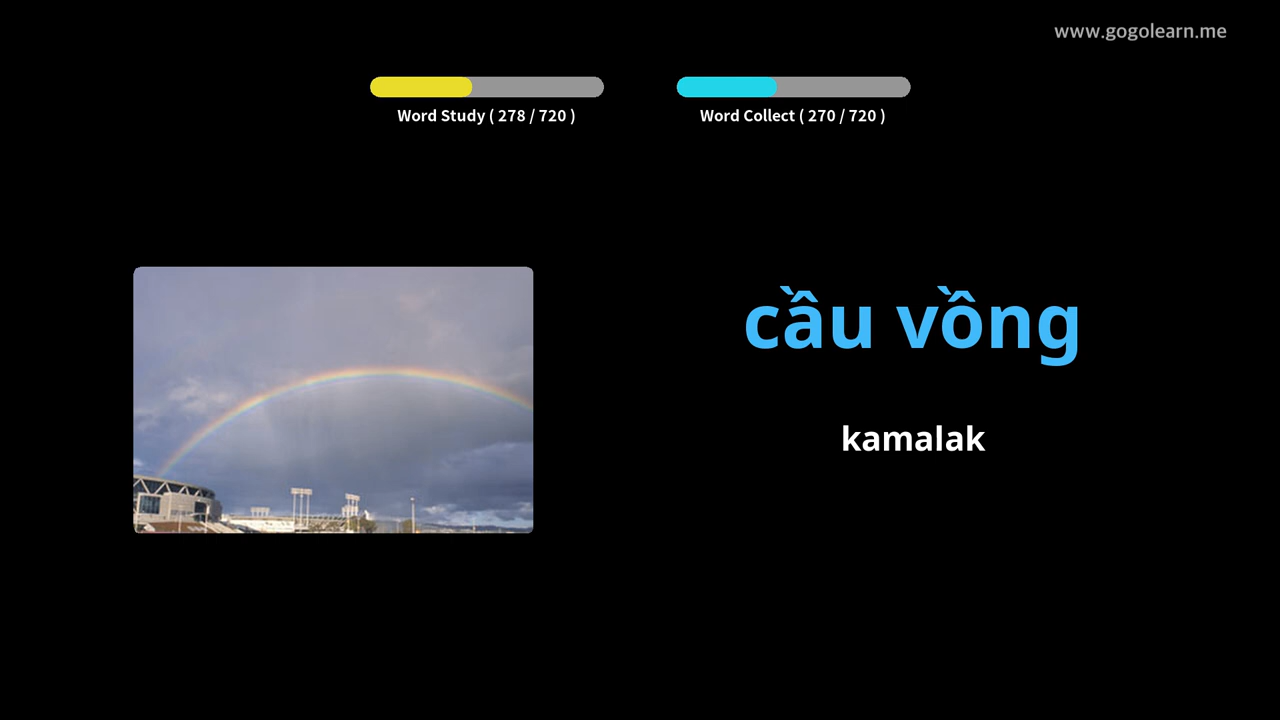 www.gogolearn.me
Word Study ( 278 / 720 )
Word Collect ( 270 / 720 )
cầu vồng
kamalak